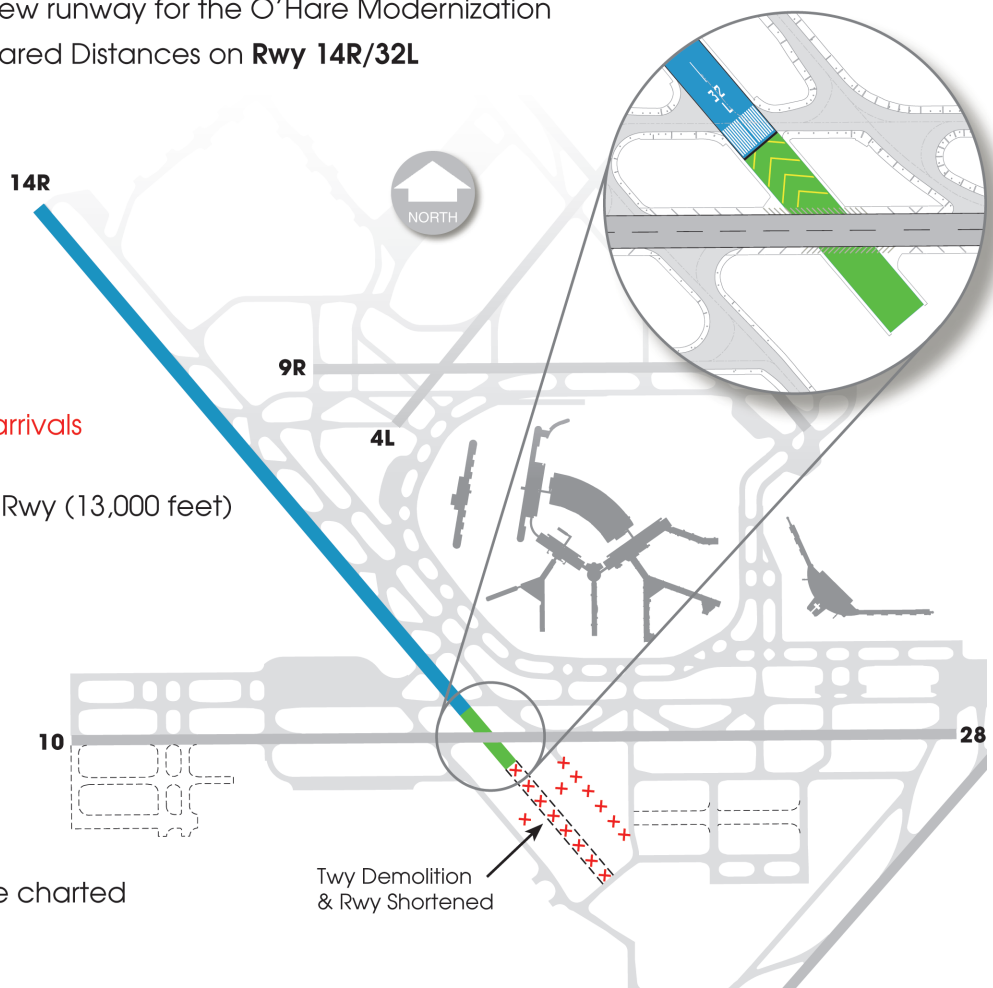 ew runway for the O'Hare Modernization
ared Distances on Rwy 14R/32L
32L
14R
NORTH
9R
arrivals
4L
Rwy (13,000 feet)
10
28
Twy Demolition
& Rwy Shortened
e charted